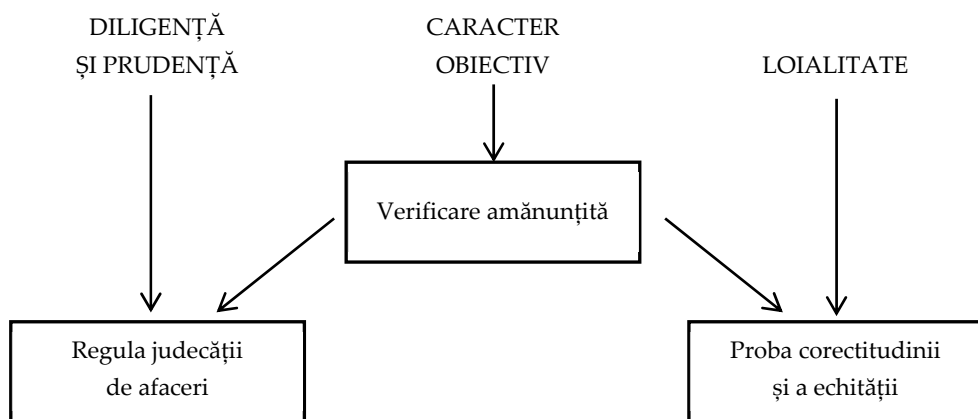 DILIGENȚĂ
ȘI PRUDENȚĂ
CARACTER
OBIECTIV
LOIALITATE
Verificare amănunțită
Regula judecății
de afaceri
Proba corectitudinii
și a echității